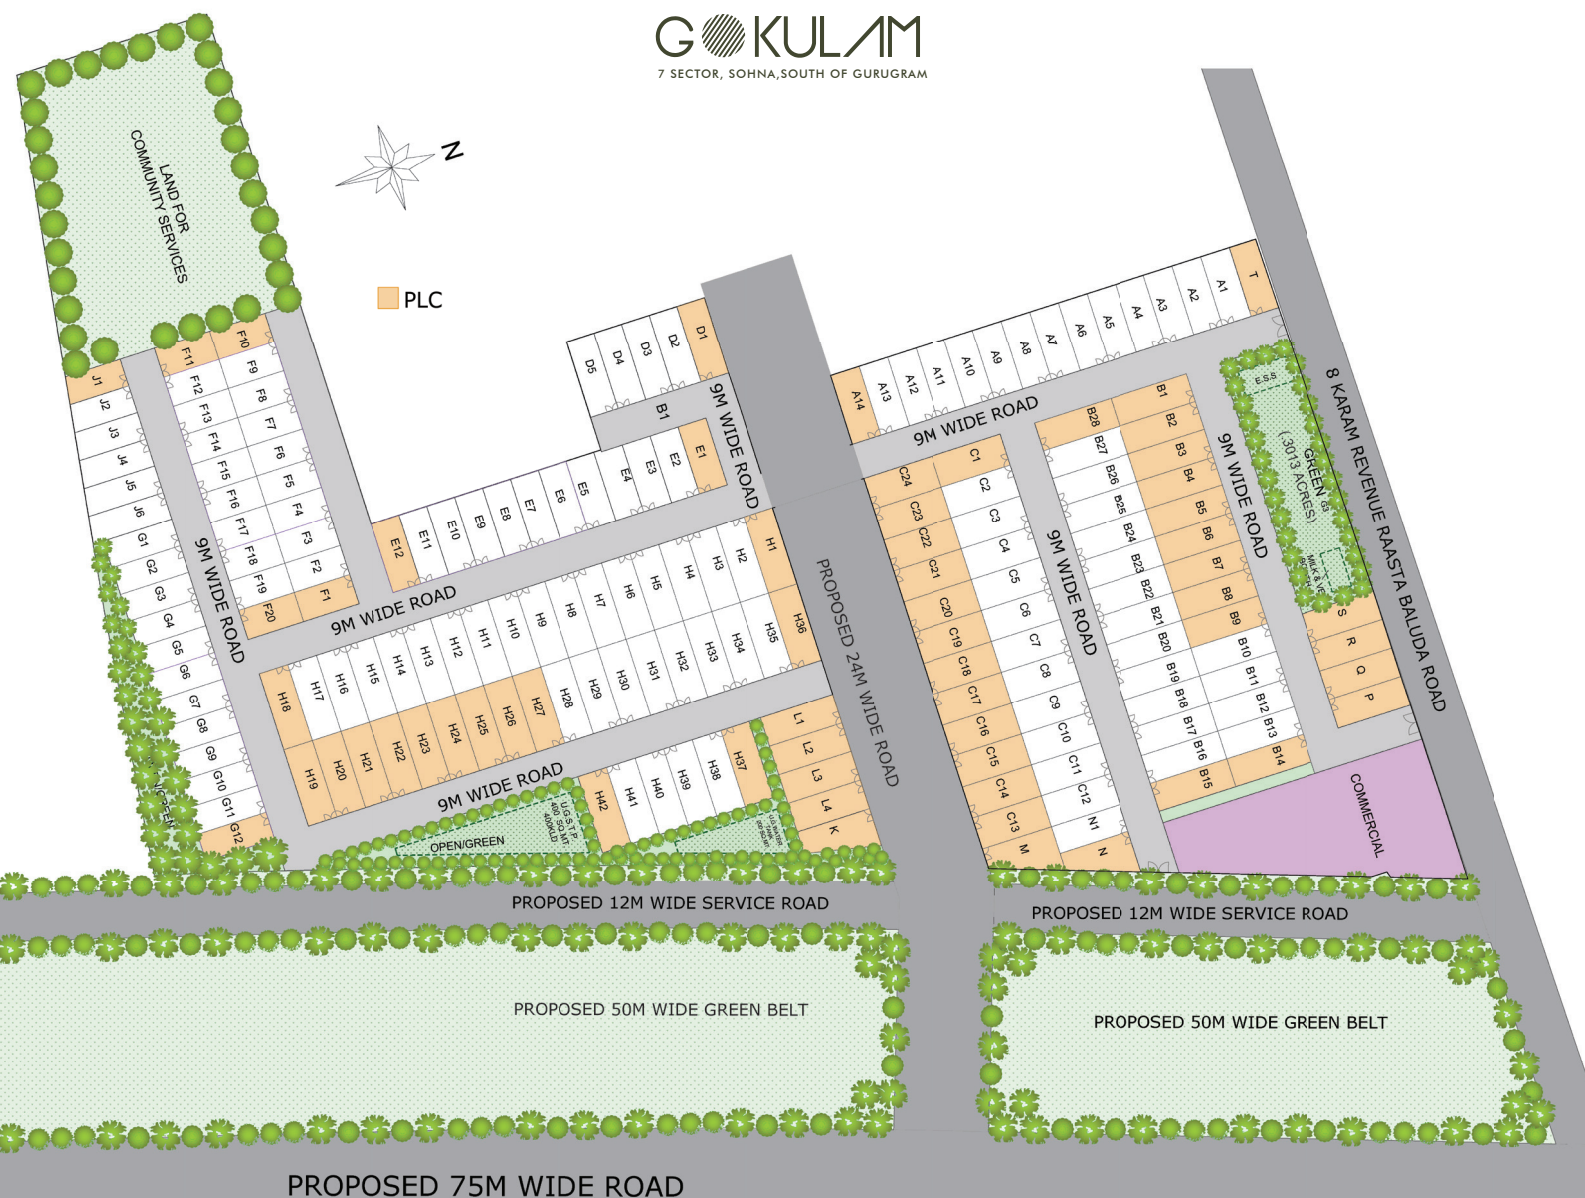 GOKULAM
7 SECTOR, SOHNA,SOUTH OF GURUGRAM
N
PLC
LAND FOR
COMMUNITY SERVICES
J1
J2
J3
J4
J5
J6
G1
G2
G3
G4
G5
G6
G7
G8
G9
G10
G11
G12
9M WIDE ROAD
F11
F12
F13
F14
F15
F16
F17
F18
F19
F20
F10
F9
F8
F7
F6
F5
F4
F3
F2
F1
D5
D4
D3
D2
D1
B1
9M WIDE ROAD
E12
E11
E10
E9
E8
E7
E6
E5
E4
E3
E2
E1
9M WIDE ROAD
H18
H17
H16
H15
H14
H13
H12
H11
H10
H9
H8
H7
H6
H5
H4
H3
H2
H1
H19
H20
H21
H22
H23
H24
H25
H26
H27
H28
H29
H30
H31
H32
H33
H34
H35
H36
9M WIDE ROAD
OPEN/GREEN
U.G.S.T.P
400 SQ.MT.
400KLD
H42
H41
H40
H39
H38
H37
U.G.WATER
TANK
L1
L2
L3
L4
K
PROPOSED 24M WIDE ROAD
A14
A13
A12
A11
A10
A9
A8
A7
A6
A5
A4
A3
A2
A1
T
9M WIDE ROAD
C24
C23
C22
C21
C20
C19
C18
C17
C16
C15
C14
C13
M
C1
C2
C3
C4
C5
C6
C7
C8
C9
C10
C11
C12
N1
N
9M WIDE ROAD
B28
B27
B26
B25
B24
B23
B22
B21
B20
B19
B18
B17
B16
B15
B1
B2
B3
B4
B5
B6
B7
B8
B9
B10
B11
B12
B13
B14
9M WIDE ROAD
E.S.S
GREEN G3
(.3013 ACRES)
S
R
Q
P
8 KARAM REVENUE RAASTA BALUDA ROAD
COMMERCIAL
PROPOSED 12M WIDE SERVICE ROAD
PROPOSED 12M WIDE SERVICE ROAD
PROPOSED 50M WIDE GREEN BELT
PROPOSED 50M WIDE GREEN BELT
PROPOSED 75M WIDE ROAD